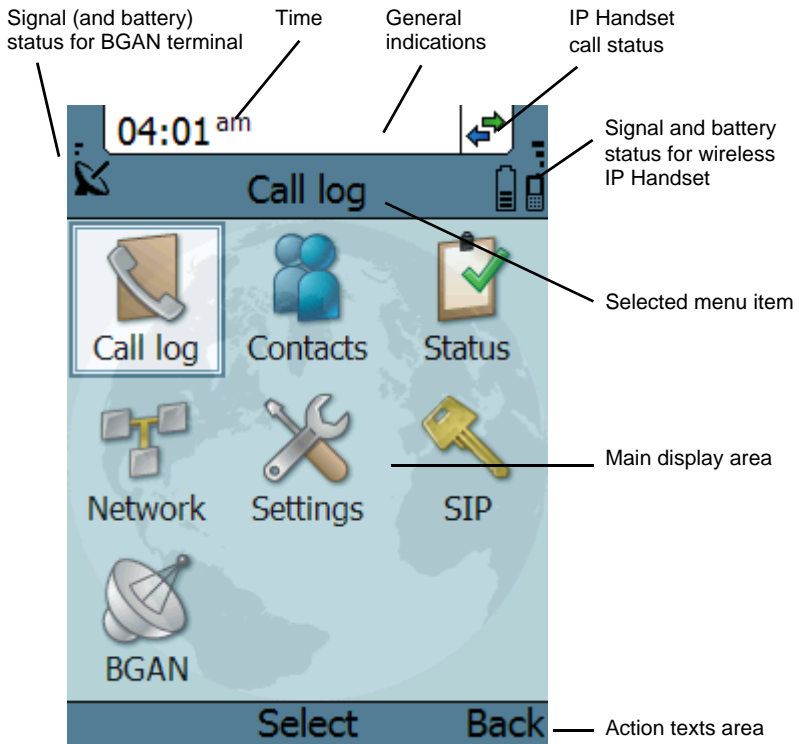 Signal (and battery)
status for BGAN terminal
Time
General
indications
IP Handset
call status
04:01 am
Signal and battery
status for wireless
IP Handset
Call log
Selected menu item
Call log
Contacts
Status
Main display area
Network
Settings
SIP
BGAN
Select
Back
Action texts area